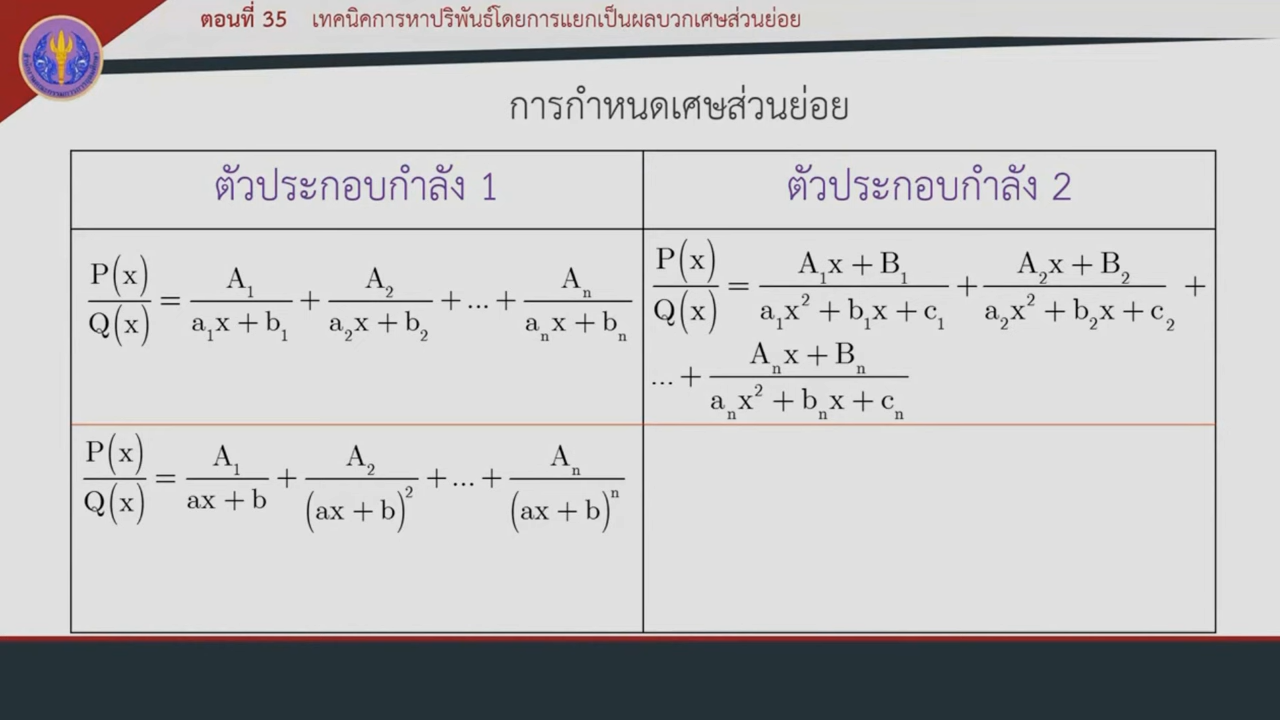 ตอนที่ 35 เทคนิคการหาปริพันธ์โดยการแยกเป็นผลบวกเศษส่วนย่อย
การกำหนดเศษส่วนย่อย
ตัวประกอบกำลัง 1
P(x)/Q(x) = A₁/(a₁x + b₁) + A₂/(a₂x + b₂) + ... + Aₙ/(aₙx + bₙ)
P(x)/Q(x) = A₁/(ax + b) + A₂/(ax + b)² + ... + Aₙ/(ax + b)ⁿ
ตัวประกอบกำลัง 2
P(x)/Q(x) = (A₁x + B₁)/(a₁x² + b₁x + c₁) + (A₂x + B₂)/(a₂x² + b₂x + c₂) +
... + (Aₙx + Bₙ)/(aₙx² + bₙx + cₙ)